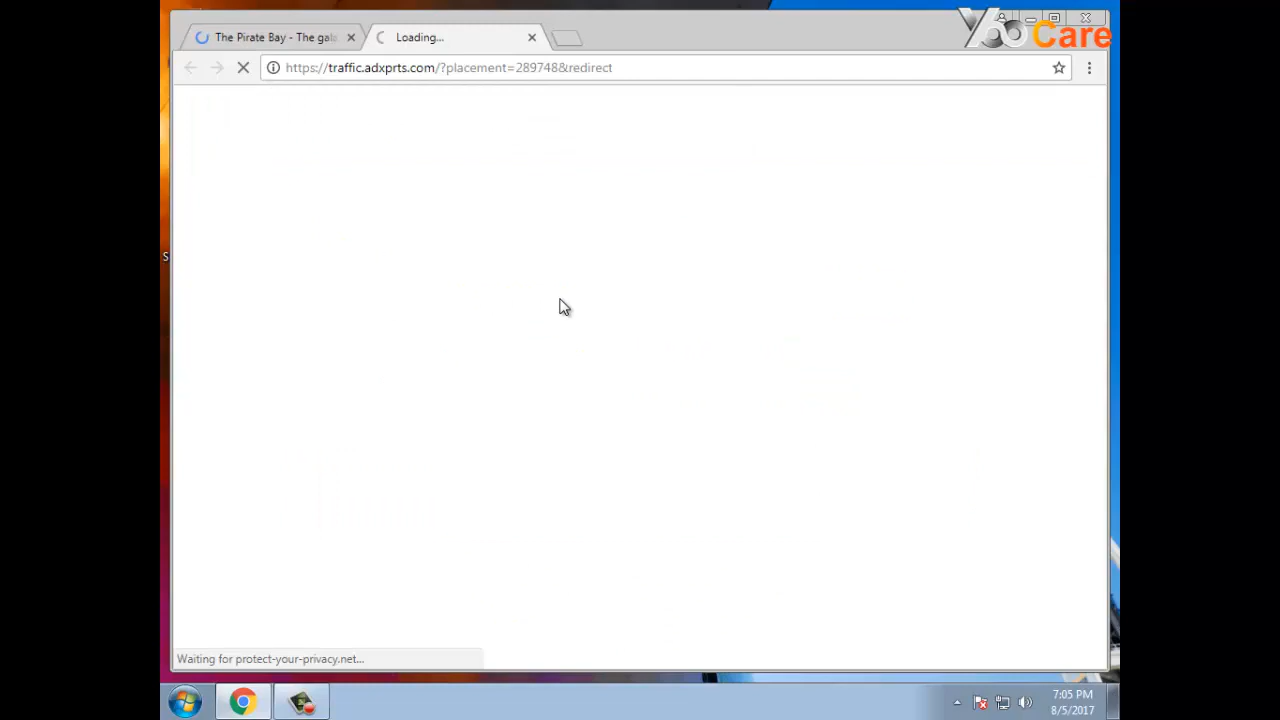 YooCare
The Pirate Bay - The gala
Loading...
https://traffic.adxprts.com/?placement=289748&redirect
S
Waiting for protect-your-privacy.net...
7:05 PM
8/5/2017